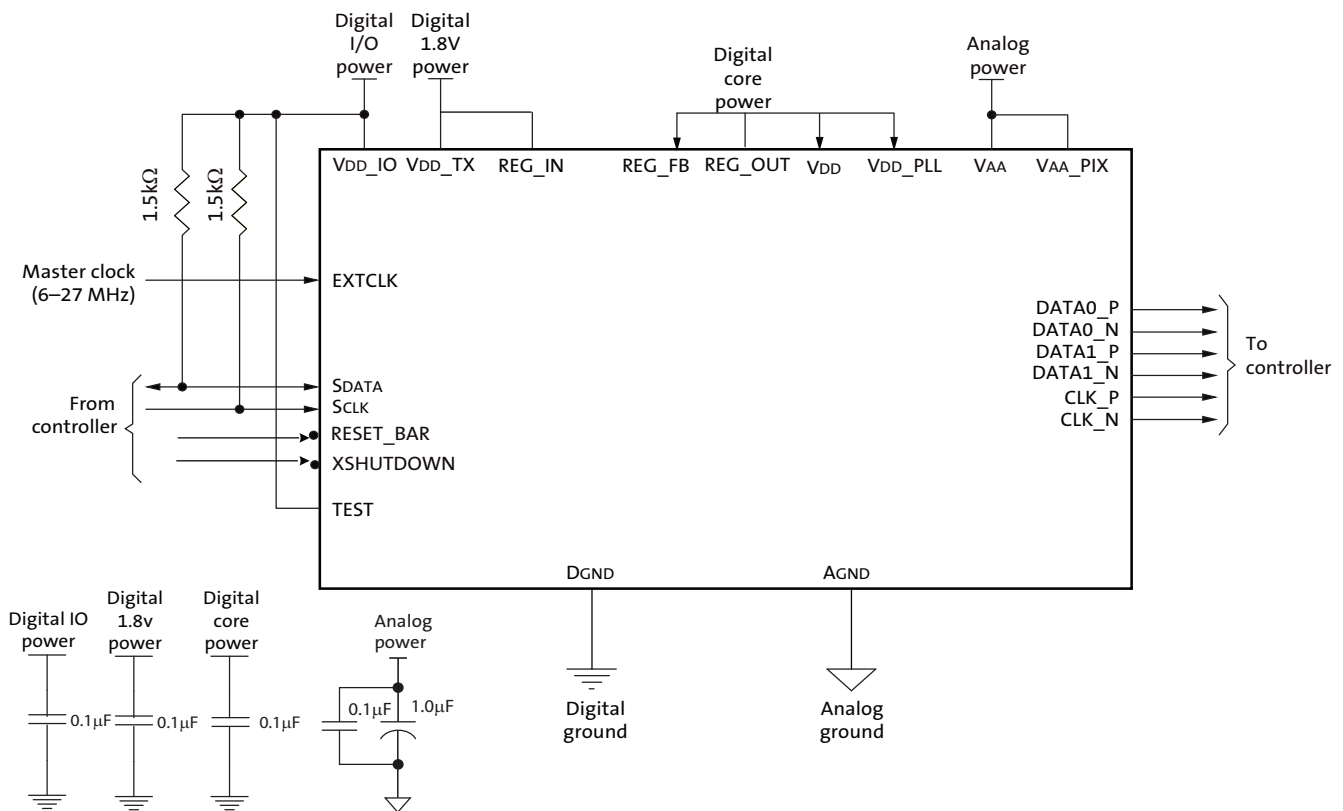 Digital
I/O
power
Digital
1.8V
power
Digital
core
power
Analog
power
VDD_IO
VDD_TX
REG_IN
REG_FB
REG_OUT
VDD
VDD_PLL
VAA
VAA_PIX
1.5kΩ
1.5kΩ
Master clock
(6–27 MHz)
EXTCLK
From
controller
SDATA
SCLK
RESET_BAR
XSHUTDOWN
TEST
DATA0_P
DATA0_N
DATA1_P
DATA1_N
CLK_P
CLK_N
To
controller
DGND
AGND
Digital
ground
Analog
ground
Digital IO
power
Digital
1.8v
power
Digital
core
power
Analog
power
0.1µF
0.1µF
0.1µF
0.1µF
1.0µF